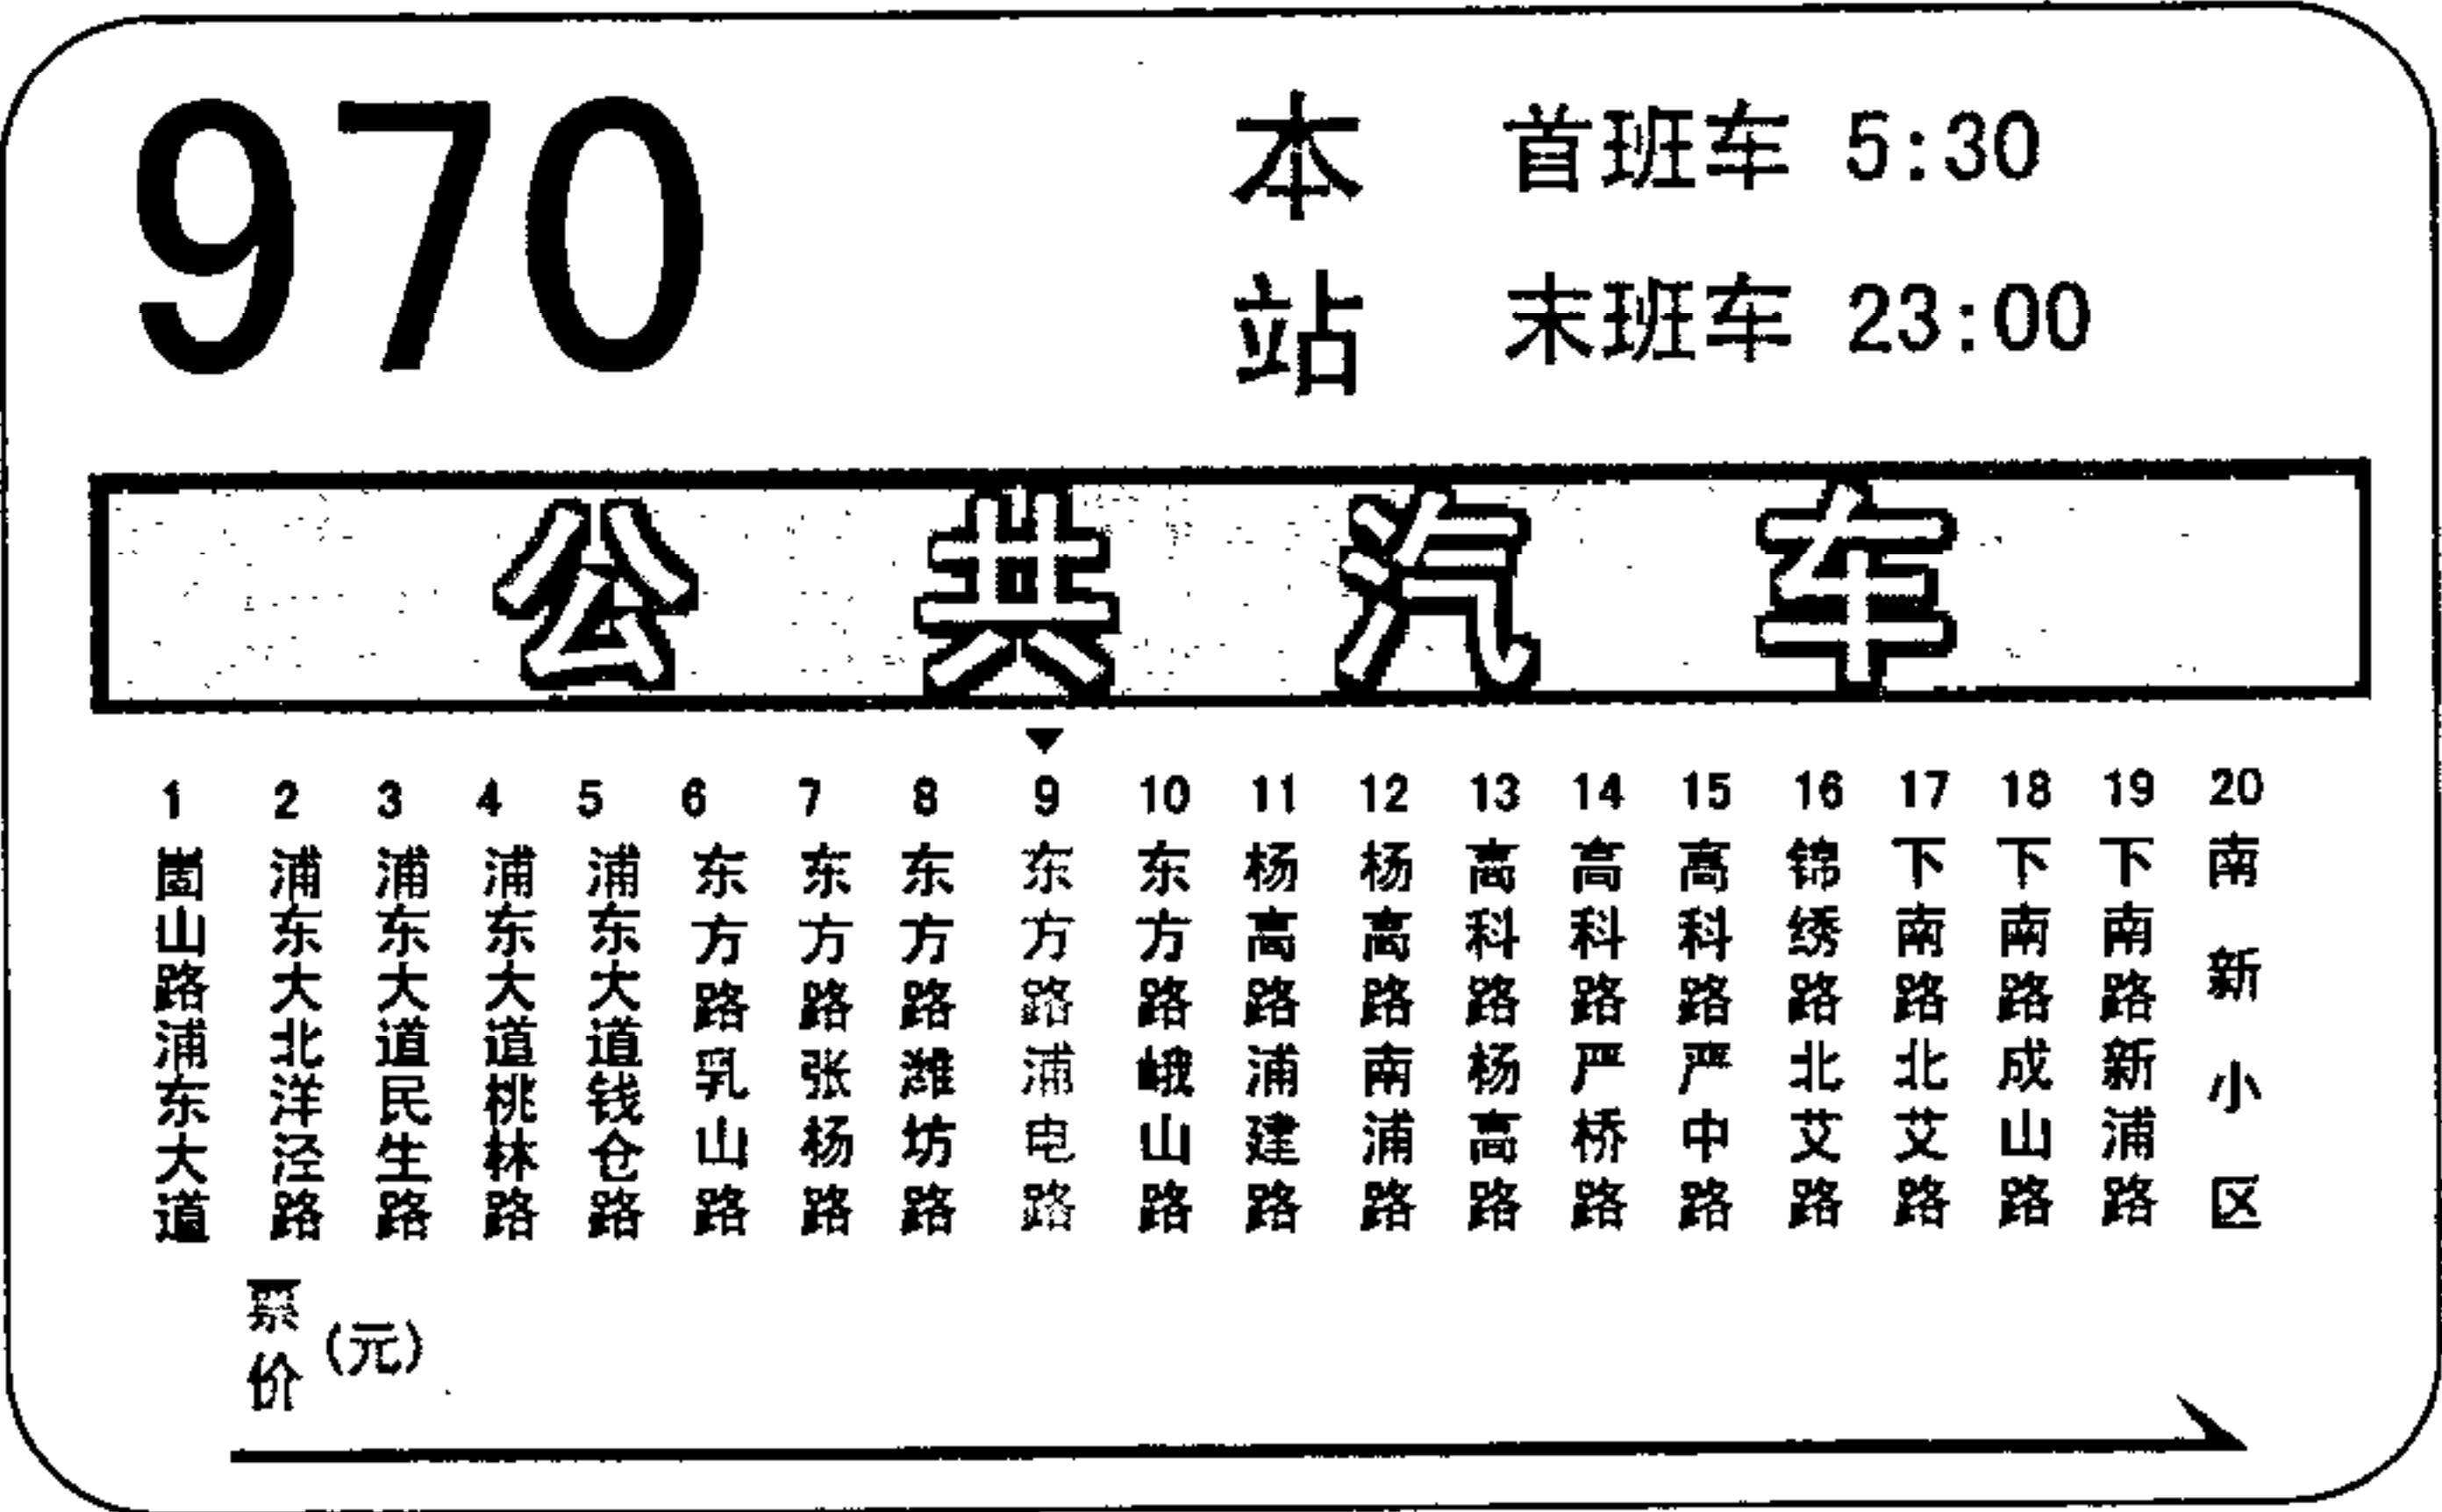 970
本站
首班车 5:30
末班车 23:00
公共汽车
1 崮山路浦东大道
2 浦东大北洋泾路
3 浦东大道民生路
4 浦东大道桃林路
5 浦东大道钱仓路
6 东方路乳山路
7 东方路张杨路
8 东方路潍坊路
9 东方路浦电路
10 东方路峨山路
11 杨高路浦建路
12 杨高路南浦路
13 高科路杨高路
14 高科路严桥路
15 高科路严中路
16 锦绣路北艾路
17 下南路北艾路
18 下南路成山路
19 下南路新浦路
20 南新小区
票价 (元)